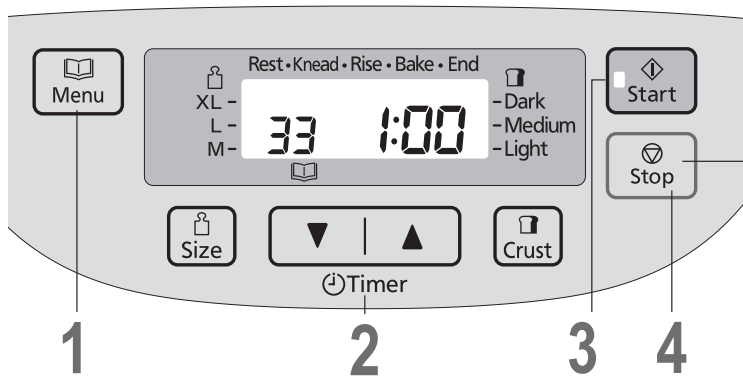 Rest • Knead • Rise • Bake • End
Menu
XL – – Dark
L – 33 1:00 – Medium
M – – Light
Start
Stop
Size
Crust
Timer
1 2 3 4